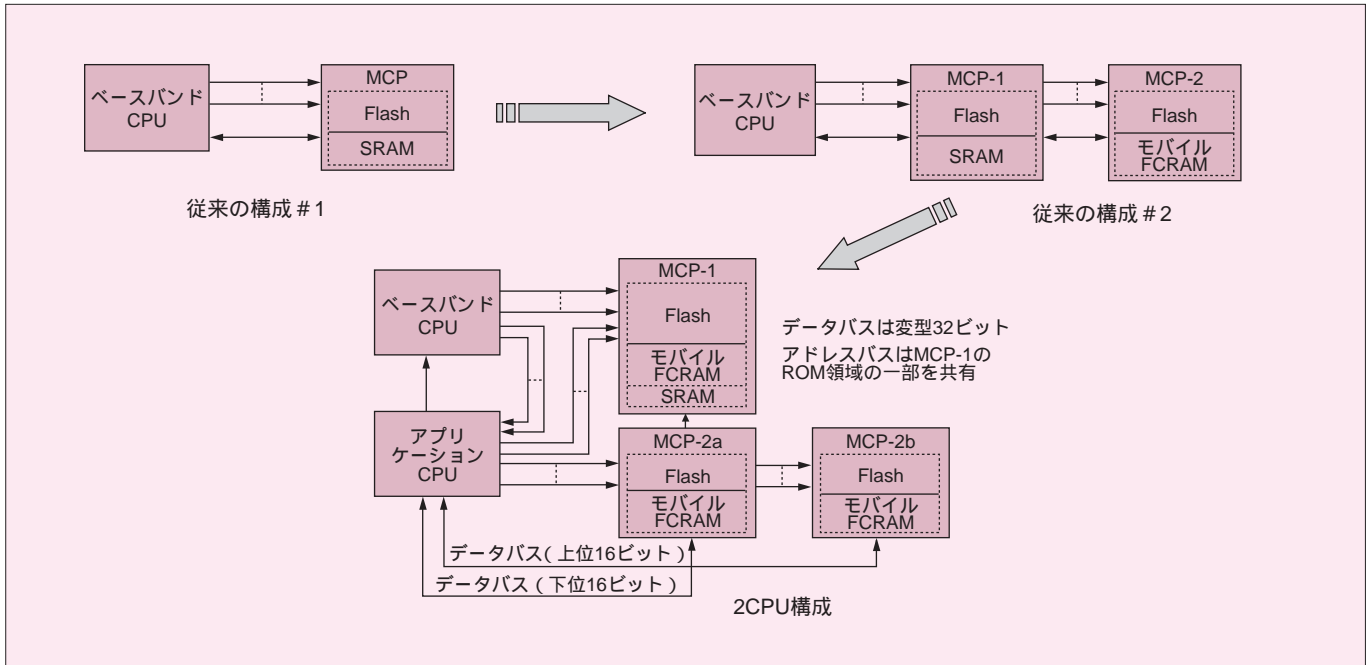 ベースバンド
CPU
MCP
Flash
SRAM
従来の構成＃1
ベースバンド
CPU
MCP-1
Flash
SRAM
MCP-2
Flash
モバイル
FCRAM
従来の構成＃2
ベースバンド
CPU
アプリ
ケーション
CPU
MCP-1
Flash
モバイル
FCRAM
SRAM
データバスは変型32ビット
アドレスバスはMCP-1の
ROM領域の一部を共有
MCP-2a
Flash
モバイル
FCRAM
MCP-2b
Flash
モバイル
FCRAM
データバス（上位16ビット）
データバス（下位16ビット）
2CPU構成